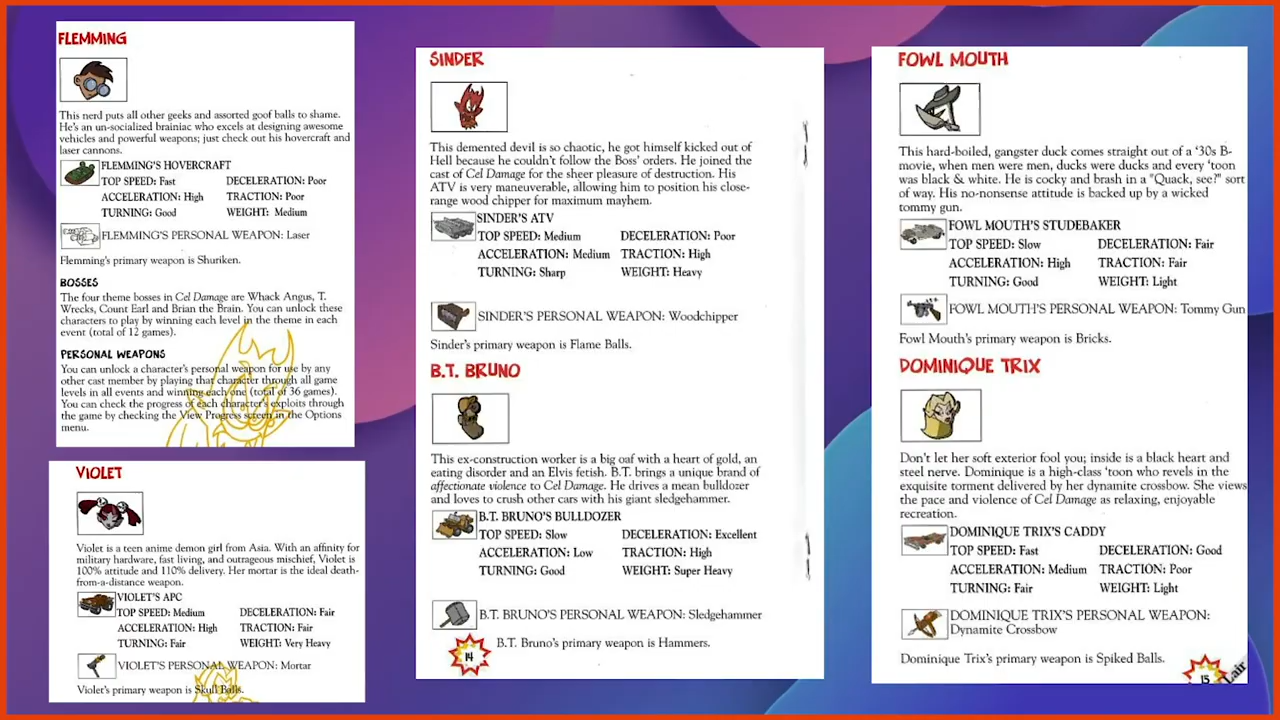 FLEMMING
This nerd puts all other geeks and assorted goof balls to shame.
He's an un-socialized brainiac who excels at designing awesome
vehicles and powerful weapons; just check out his hovercraft and
laser cannons.
FLEMMING'S HOVERCRAFT
TOP SPEED: Fast DECELERATION: Poor
ACCELERATION: High TRACTION: Poor
TURNING: Good WEIGHT: Medium
FLEMMING'S PERSONAL WEAPON: Laser
Flemming's primary weapon is Shuriken.
BOSSES
The four theme bosses in Cel Damage are Whack Angus, T.
Wrecks, Count Earl and Brian the Brain. You can unlock these
characters to play by winning each level in the theme in each
event (total of 12 games).
PERSONAL WEAPONS
You can unlock a character's personal weapon for use by any
other cast member by playing that character through all game
levels in all events and winning each one (total of 36 games).
You can check the progress of each character's exploits through
the game by checking the View Progress screen in the Options
menu.
VIOLET
Violet is a teen anime demon girl from Asia. With an affinity for
military hardware, fast living, and outrageous mischief, Violet is
100% attitude and 110% delivery. Her mortar is the ideal death-
from-a-distance weapon.
VIOLET'S APC
TOP SPEED: Medium DECELERATION: Fair
ACCELERATION: High TRACTION: Fair
TURNING: Fair WEIGHT: Very Heavy
VIOLET'S PERSONAL WEAPON: Mortar
Violet's primary weapon is Skull Balls.
SINDER
This demented devil is so chaotic, he got himself kicked out of
Hell because he couldn't follow the Boss' orders. He joined the
cast of Cel Damage for the sheer pleasure of destruction. His
ATV is very maneuverable, allowing him to position his close-
range wood chipper for maximum mayhem.
SINDER'S ATV
TOP SPEED: Medium DECELERATION: Poor
ACCELERATION: Medium TRACTION: High
TURNING: Sharp WEIGHT: Heavy
SINDER'S PERSONAL WEAPON: Woodchipper
Sinder's primary weapon is Flame Balls.
B.T. BRUNO
This ex-construction worker is a big oaf with a heart of gold, an
eating disorder and an Elvis fetish. B.T. brings a unique brand of
affectionate violence to Cel Damage. He drives a mean bulldozer
and loves to crush other cars with his giant sledgehammer.
B.T. BRUNO'S BULLDOZER
TOP SPEED: Slow DECELERATION: Excellent
ACCELERATION: Low TRACTION: High
TURNING: Good WEIGHT: Super Heavy
B.T. BRUNO'S PERSONAL WEAPON: Sledgehammer
B.T. Bruno's primary weapon is Hammers.
14
FOWL MOUTH
This hard-boiled, gangster duck comes straight out of a '30s B-
movie, when men were men, ducks were ducks and every 'toon
was black & white. He is cocky and brash in a "Quack, see?" sort
of way. His no-nonsense attitude is backed up by a wicked
tommy gun.
FOWL MOUTH'S STUDEBAKER
TOP SPEED: Slow DECELERATION: Fair
ACCELERATION: High TRACTION: Fair
TURNING: Good WEIGHT: Light
FOWL MOUTH'S PERSONAL WEAPON: Tommy Gun
Fowl Mouth's primary weapon is Bricks.
DOMINIQUE TRIX
Don't let her soft exterior fool you; inside is a black heart and
steel nerve. Dominique is a high-class 'toon who revels in the
exquisite torment delivered by her dynamite crossbow. She views
the pace and violence of Cel Damage as relaxing, enjoyable
recreation.
DOMINIQUE TRIX'S CADDY
TOP SPEED: Fast DECELERATION: Good
ACCELERATION: Medium TRACTION: Poor
TURNING: Fair WEIGHT: Light
DOMINIQUE TRIX'S PERSONAL WEAPON:
Dynamite Crossbow
Dominique Trix's primary weapon is Spiked Balls.
15